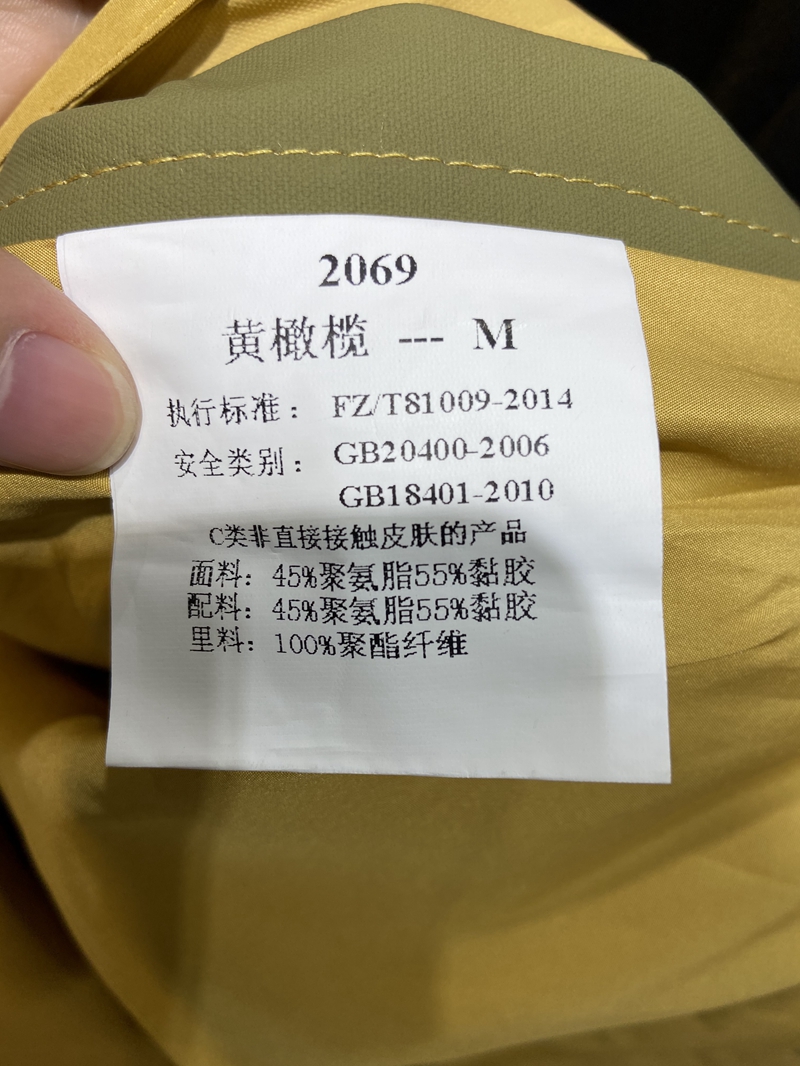 2069
黄橄榄 --- M
执行标准： FZ/T81009-2014
安全类别： GB20400-2006
GB18401-2010
C类非直接接触皮肤的产品
面料：45%聚氨脂55%黏胶
配料：45%聚氨脂55%黏胶
里料：100%聚酯纤维